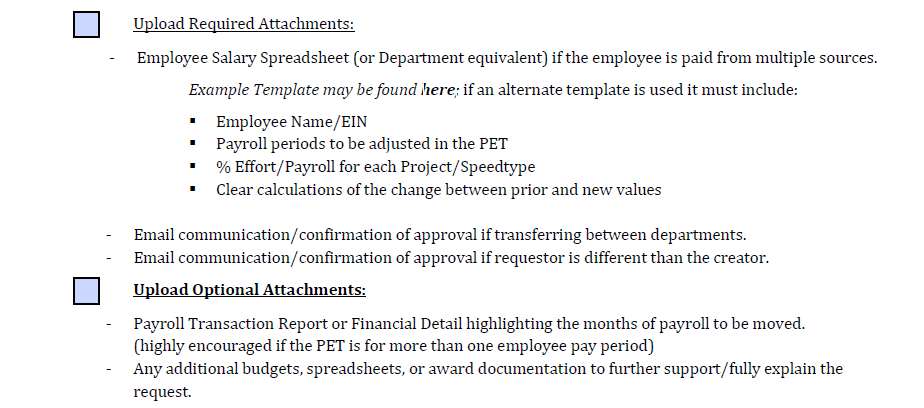 Upload Required Attachments:
- Employee Salary Spreadsheet (or Department equivalent) if the employee is paid from multiple sources.
Example Template may be found here; if an alternate template is used it must include:
▪ Employee Name/EIN
▪ Payroll periods to be adjusted in the PET
▪ % Effort/Payroll for each Project/Speedtype
▪ Clear calculations of the change between prior and new values
- Email communication/confirmation of approval if transferring between departments.
- Email communication/confirmation of approval if requestor is different than the creator.
Upload Optional Attachments:
- Payroll Transaction Report or Financial Detail highlighting the months of payroll to be moved.
(highly encouraged if the PET is for more than one employee pay period)
- Any additional budgets, spreadsheets, or award documentation to further support/fully explain the
request.